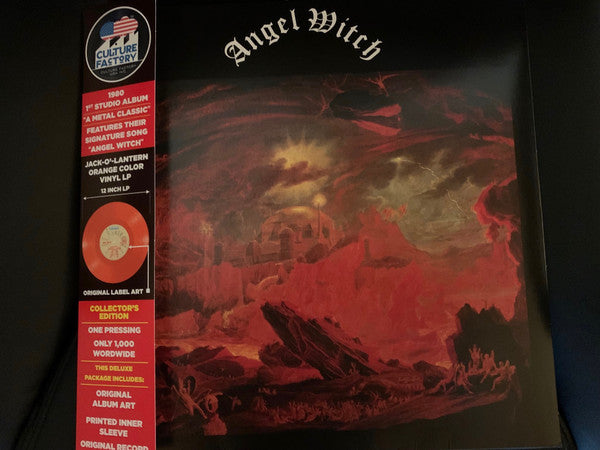 Angel Witch
CULTURE
FACTORY
1980
1ST STUDIO ALBUM
"A METAL CLASSIC"
FEATURES THEIR
SIGNATURE SONG
"ANGEL WITCH"
JACK-O'-LANTERN
ORANGE COLOR
VINYL LP
12 INCH LP
ORIGINAL LABEL ART
COLLECTOR'S
EDITION
ONE PRESSING
ONLY 1,000
WORDWIDE
THIS DELUXE
PACKAGE INCLUDES:
ORIGINAL
ALBUM ART
PRINTED INNER
SLEEVE
ORIGINAL RECORD